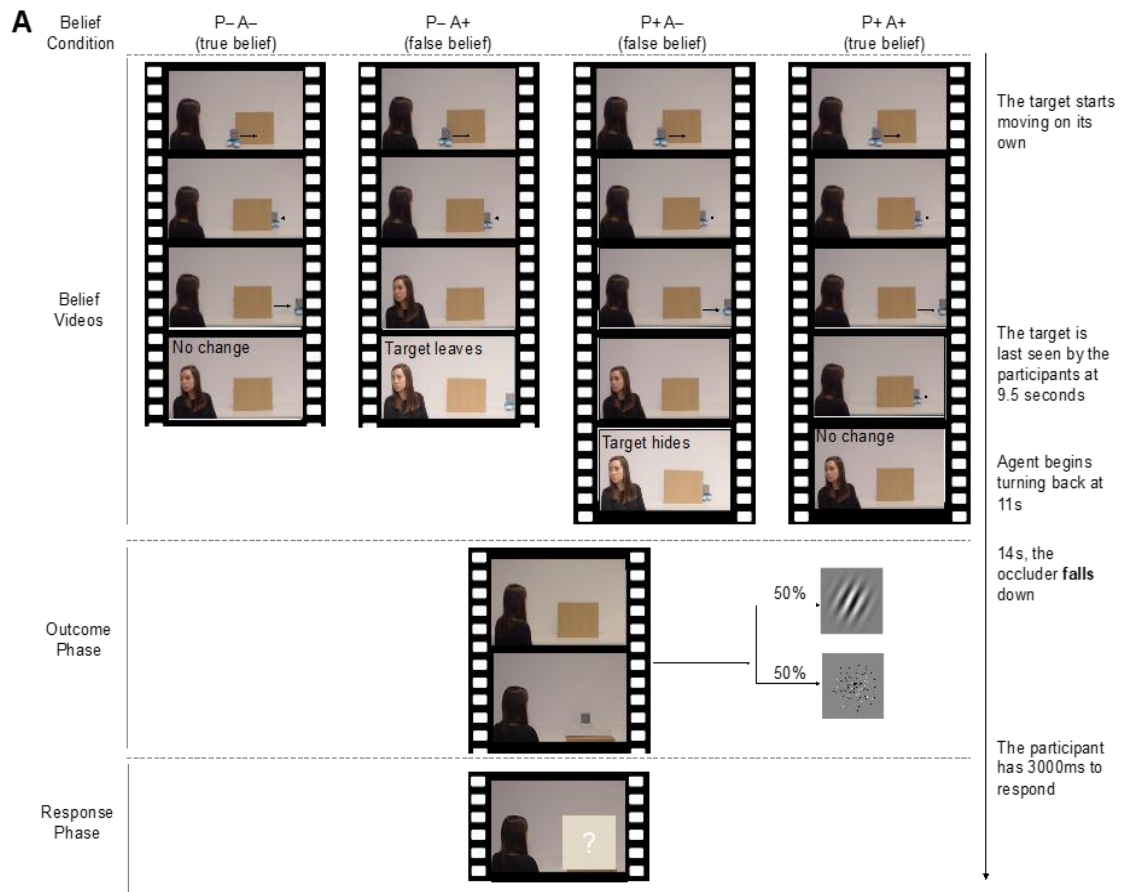 A
Belief
Condition
P– A–
(true belief)
P– A+
(false belief)
P+ A–
(false belief)
P+ A+
(true belief)
The target starts
moving on its
own
Belief
Videos
No change
Target leaves
The target is
last seen by the
participants at
9.5 seconds
Target hides
No change
Agent begins
turning back at
11s
14s, the
occluder falls
down
50%
Outcome
Phase
50%
The participant
has 3000ms to
respond
Response
Phase
?